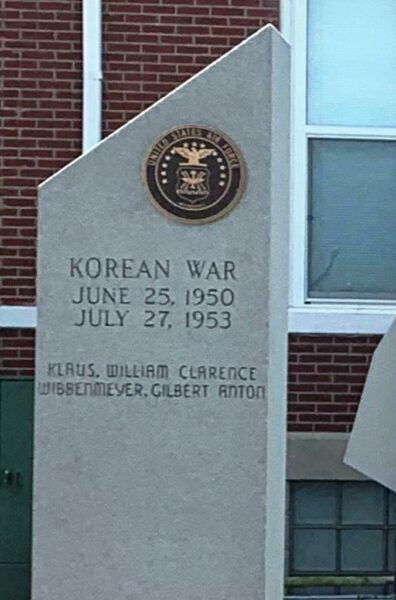 UNITED STATES AIR FORCE
KOREAN WAR
JUNE 25, 1950
JULY 27, 1953
KLAUS, WILLIAM CLARENCE
WIBBENMEYER, GILBERT ANTON